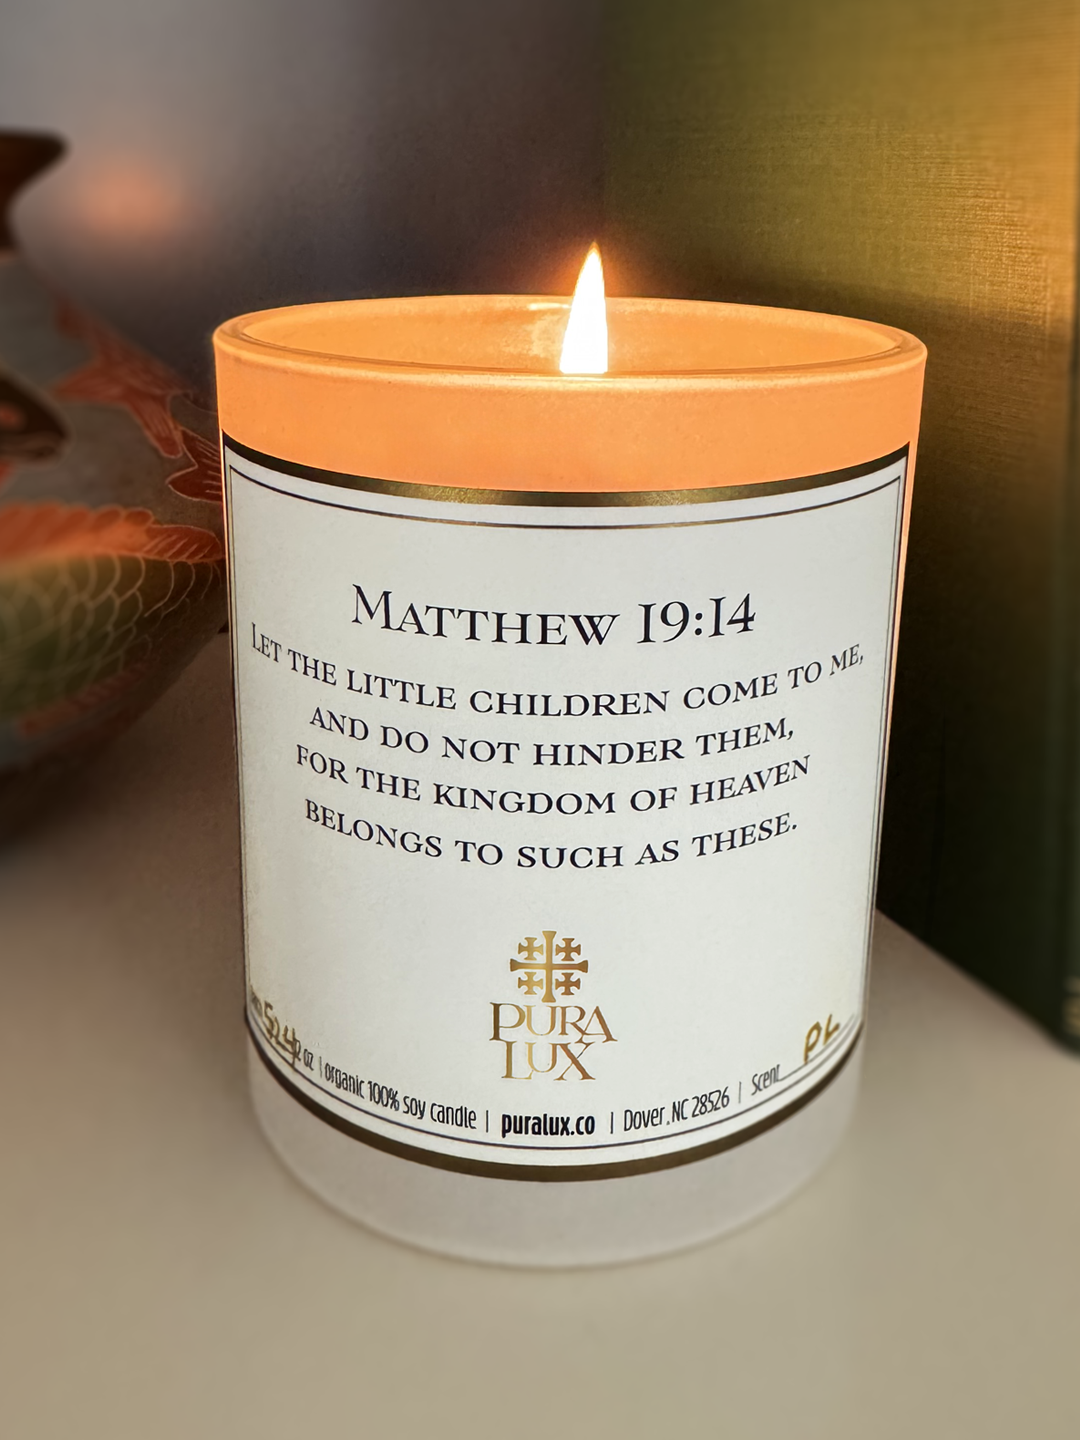 MATTHEW 19:14
LET THE LITTLE CHILDREN COME TO ME,
AND DO NOT HINDER THEM,
FOR THE KINGDOM OF HEAVEN
BELONGS TO SUCH AS THESE.
PURA
LUX
oz | organic 100% soy candle | puralux.co | Dover, NC 28526 | Scent PL